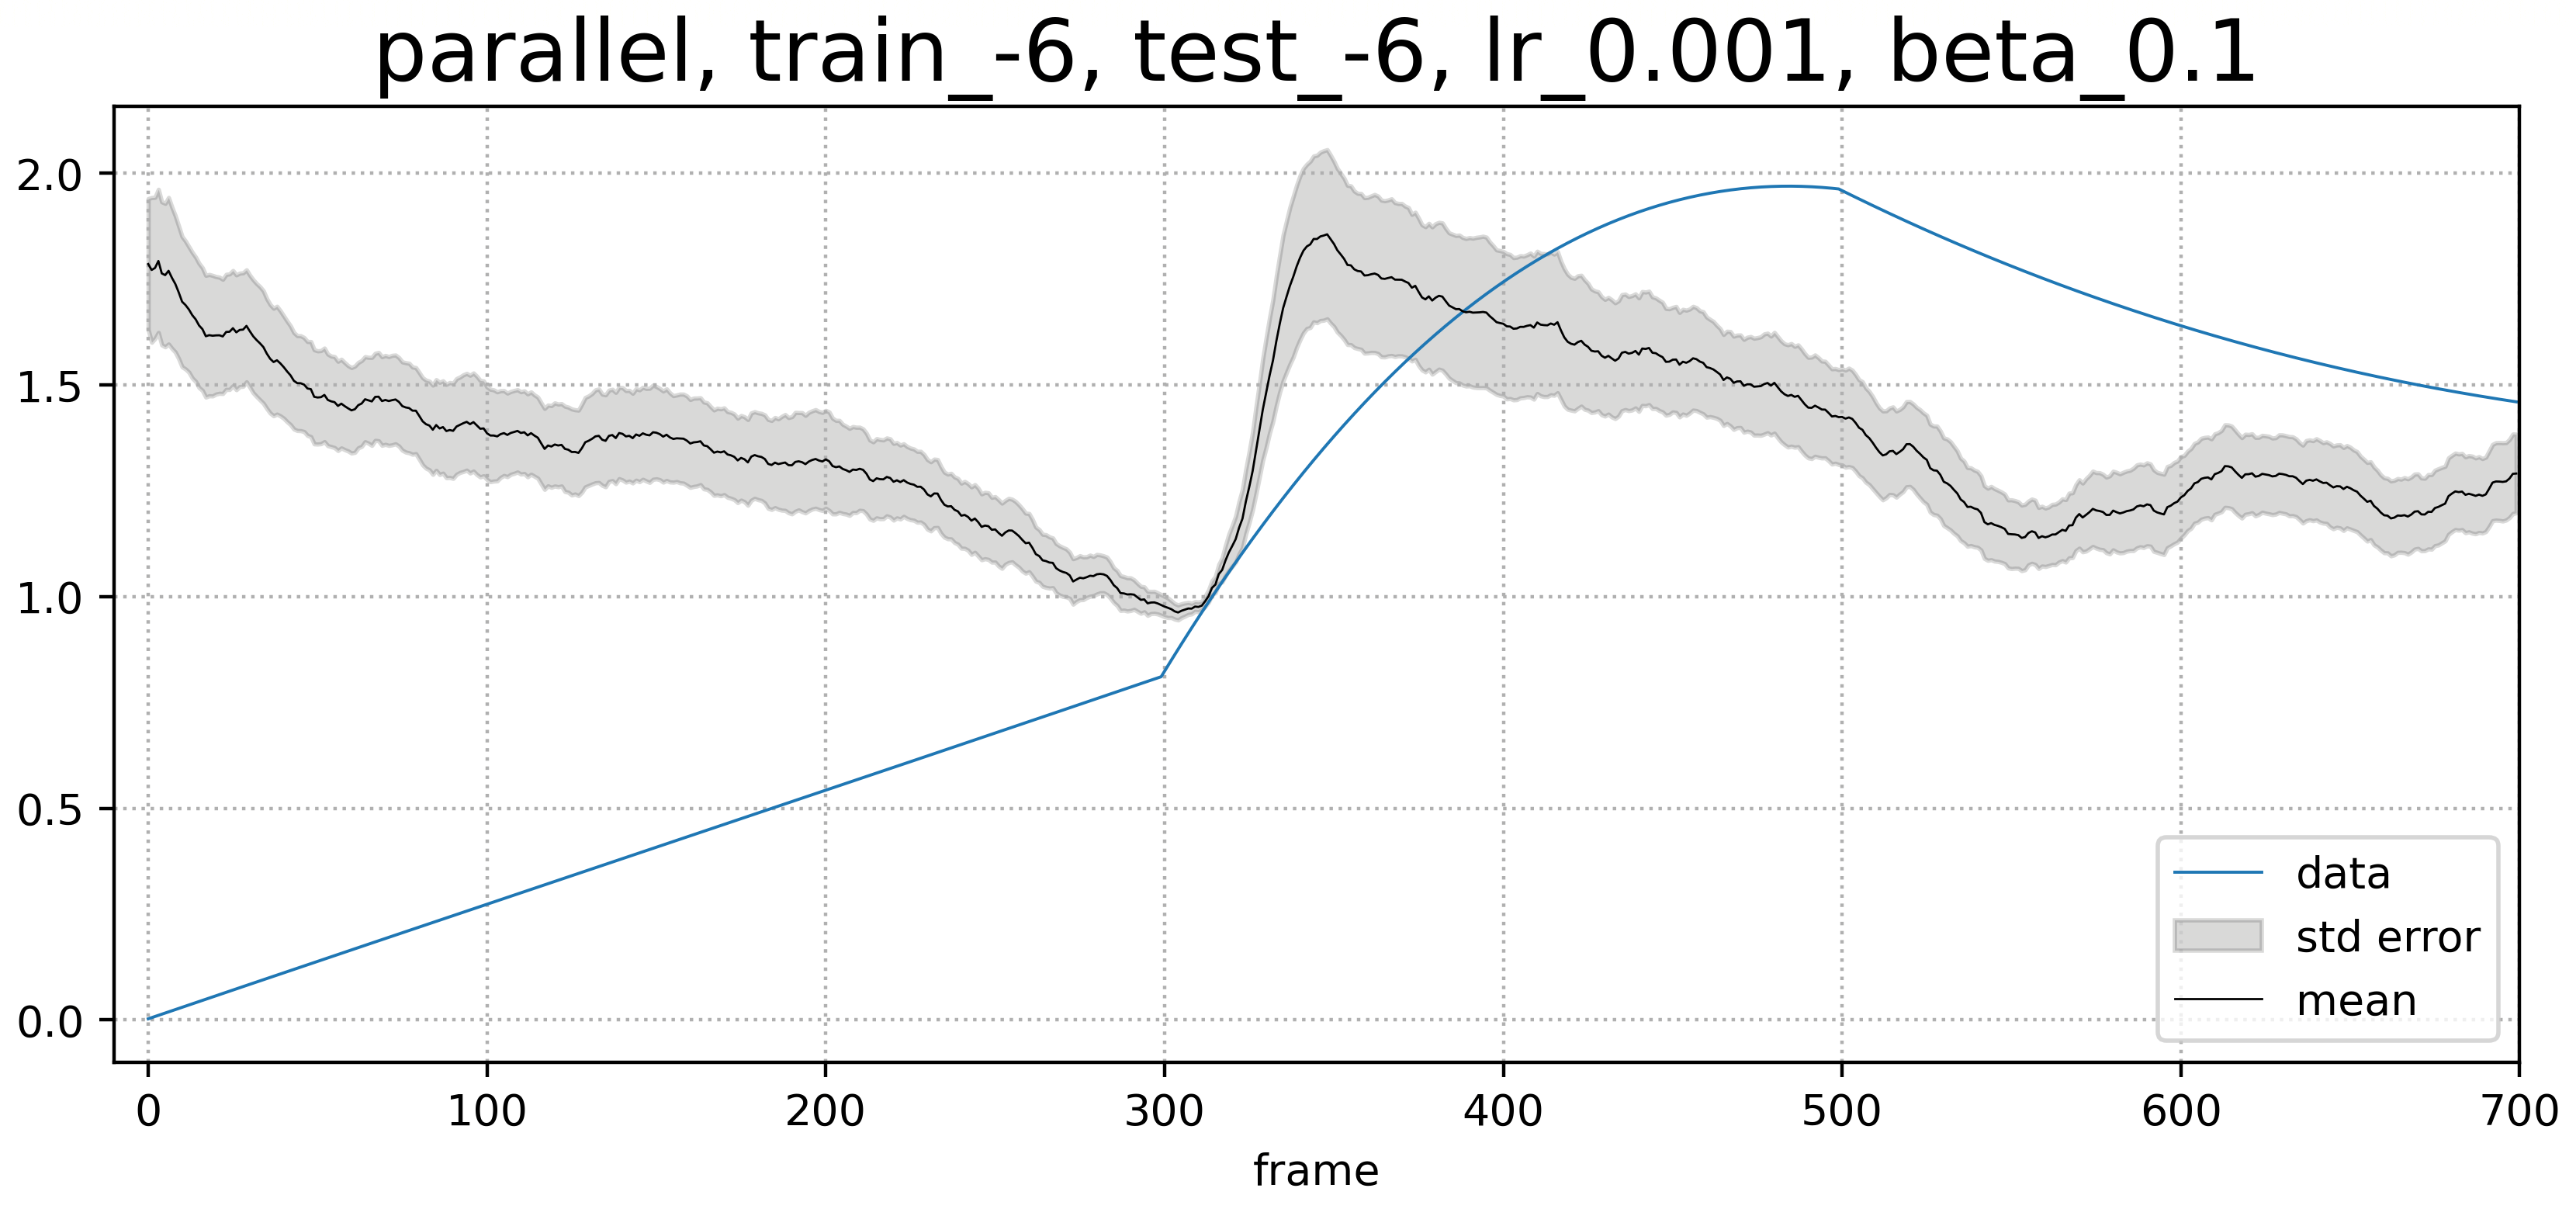 parallel, train_-6, test_-6, lr_0.001, beta_0.1
2.0
1.5
1.0
0.5
0.0
data
std error
mean
0 100 200 300 400 500 600 700
frame